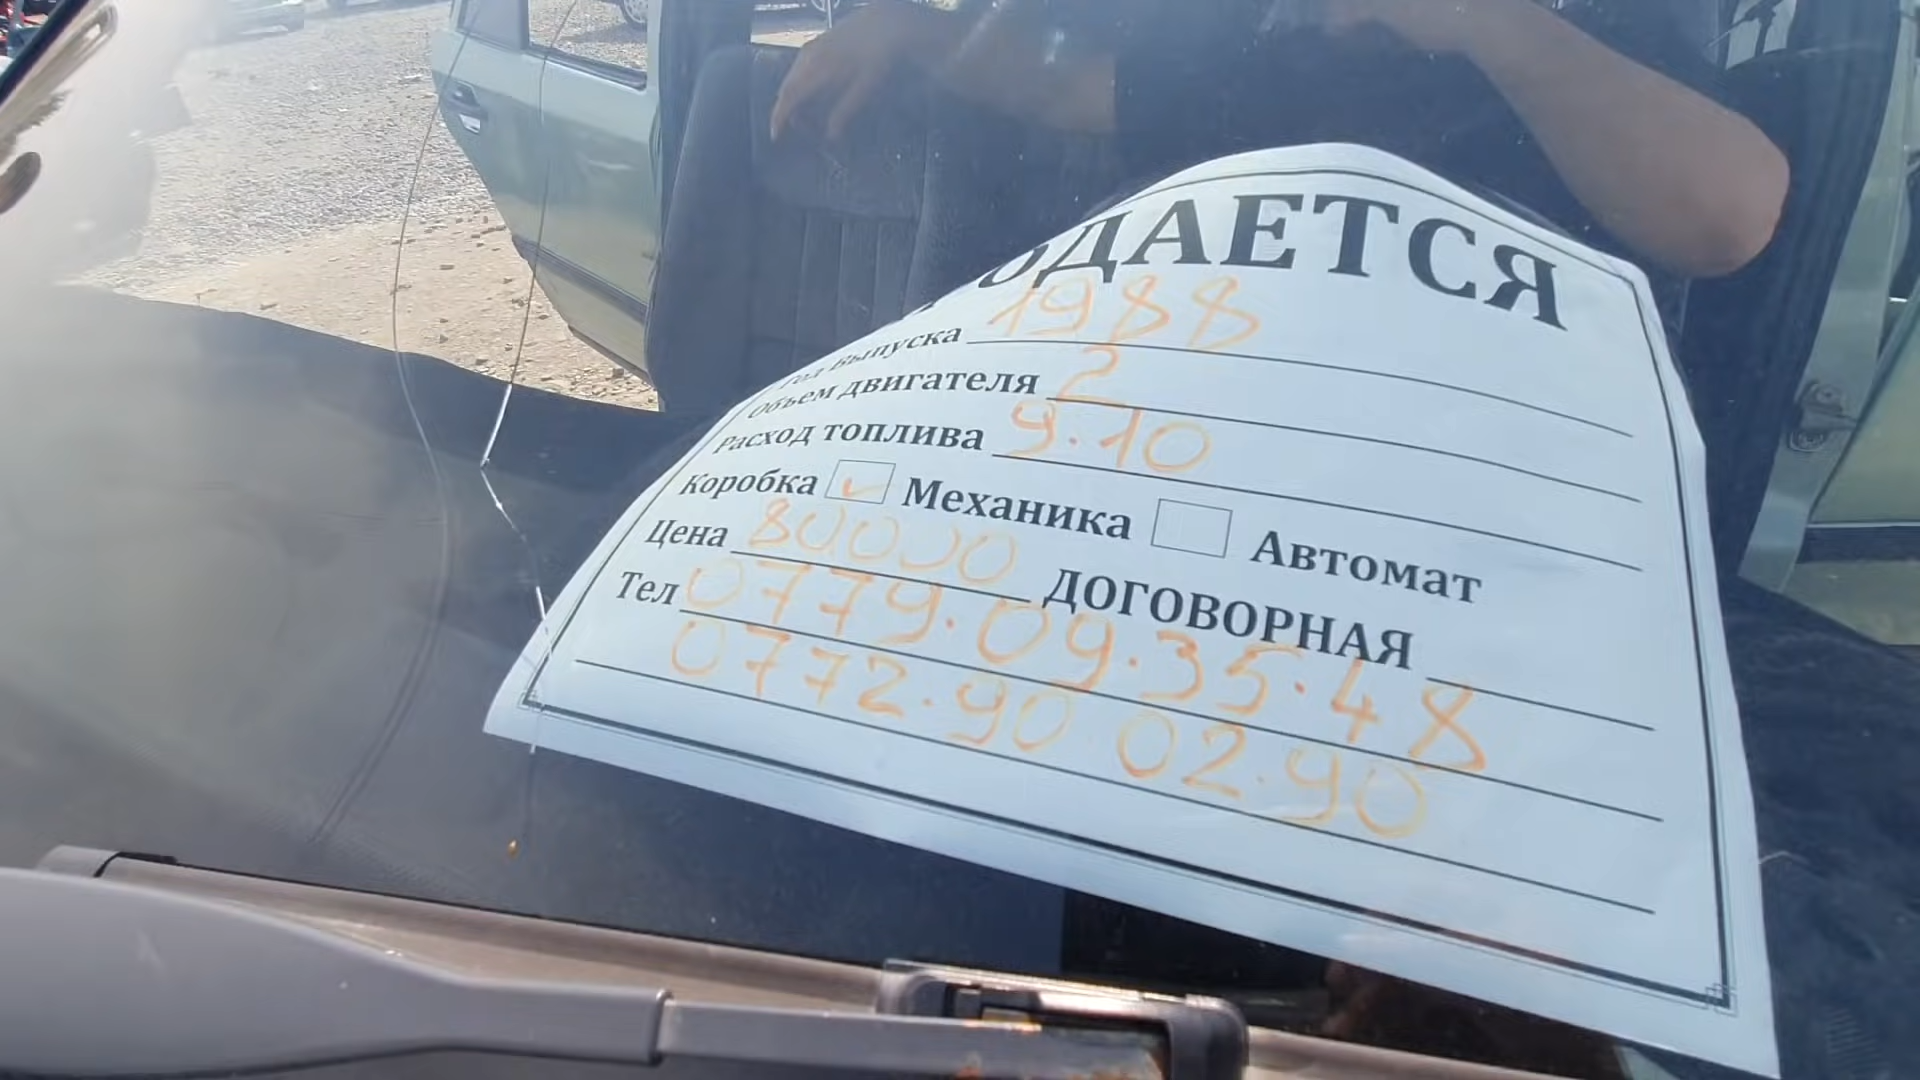 ПРОДАЕТСЯ
Год выпуска 1988
Объем двигателя 2
Расход топлива 9.10
Коробка ✓ Механика Автомат
Цена 80000 ДОГОВОРНАЯ
Тел 0779.09.35.48
0772.90 02.90